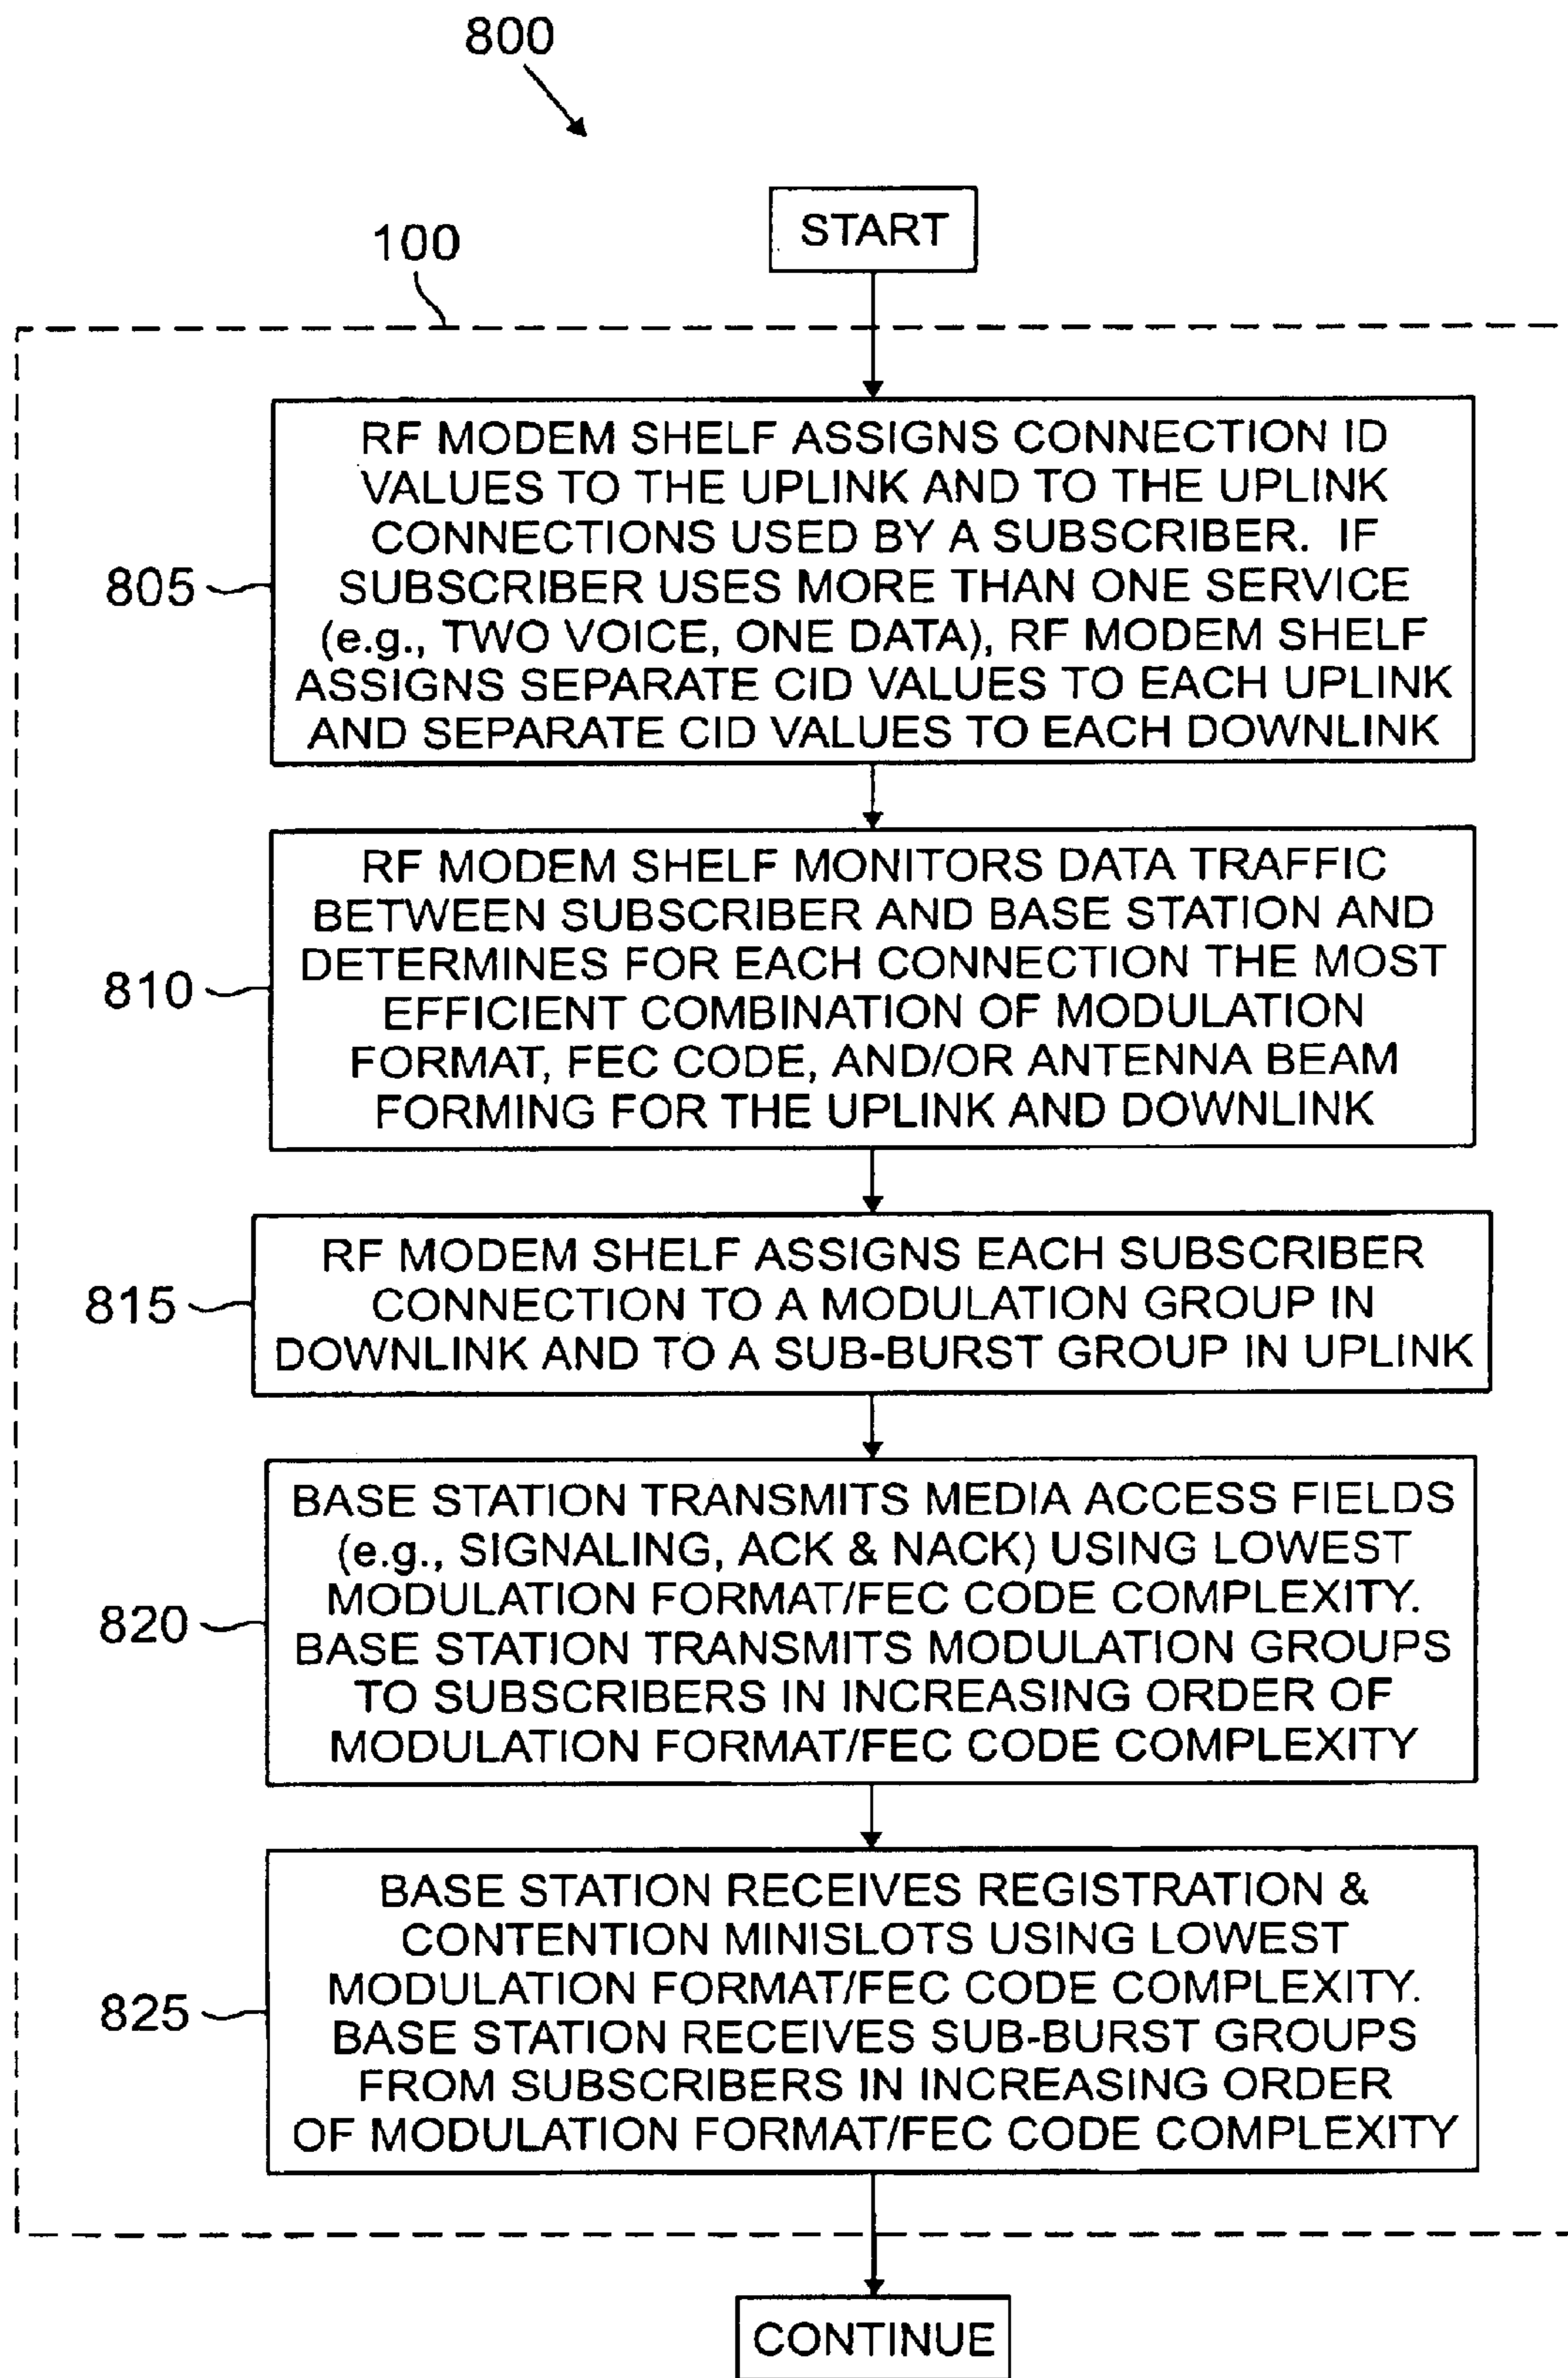 800
START
100
RF MODEM SHELF ASSIGNS CONNECTION ID
VALUES TO THE UPLINK AND TO THE UPLINK
CONNECTIONS USED BY A SUBSCRIBER. IF
SUBSCRIBER USES MORE THAN ONE SERVICE
(e.g., TWO VOICE, ONE DATA), RF MODEM SHELF
ASSIGNS SEPARATE CID VALUES TO EACH UPLINK
AND SEPARATE CID VALUES TO EACH DOWNLINK
805
RF MODEM SHELF MONITORS DATA TRAFFIC
BETWEEN SUBSCRIBER AND BASE STATION AND
DETERMINES FOR EACH CONNECTION THE MOST
EFFICIENT COMBINATION OF MODULATION
FORMAT, FEC CODE, AND/OR ANTENNA BEAM
FORMING FOR THE UPLINK AND DOWNLINK
810
RF MODEM SHELF ASSIGNS EACH SUBSCRIBER
CONNECTION TO A MODULATION GROUP IN
DOWNLINK AND TO A SUB-BURST GROUP IN UPLINK
815
BASE STATION TRANSMITS MEDIA ACCESS FIELDS
(e.g., SIGNALING, ACK & NACK) USING LOWEST
MODULATION FORMAT/FEC CODE COMPLEXITY.
BASE STATION TRANSMITS MODULATION GROUPS
TO SUBSCRIBERS IN INCREASING ORDER OF
MODULATION FORMAT/FEC CODE COMPLEXITY
820
BASE STATION RECEIVES REGISTRATION &
CONTENTION MINISLOTS USING LOWEST
MODULATION FORMAT/FEC CODE COMPLEXITY.
BASE STATION RECEIVES SUB-BURST GROUPS
FROM SUBSCRIBERS IN INCREASING ORDER
OF MODULATION FORMAT/FEC CODE COMPLEXITY
825
CONTINUE